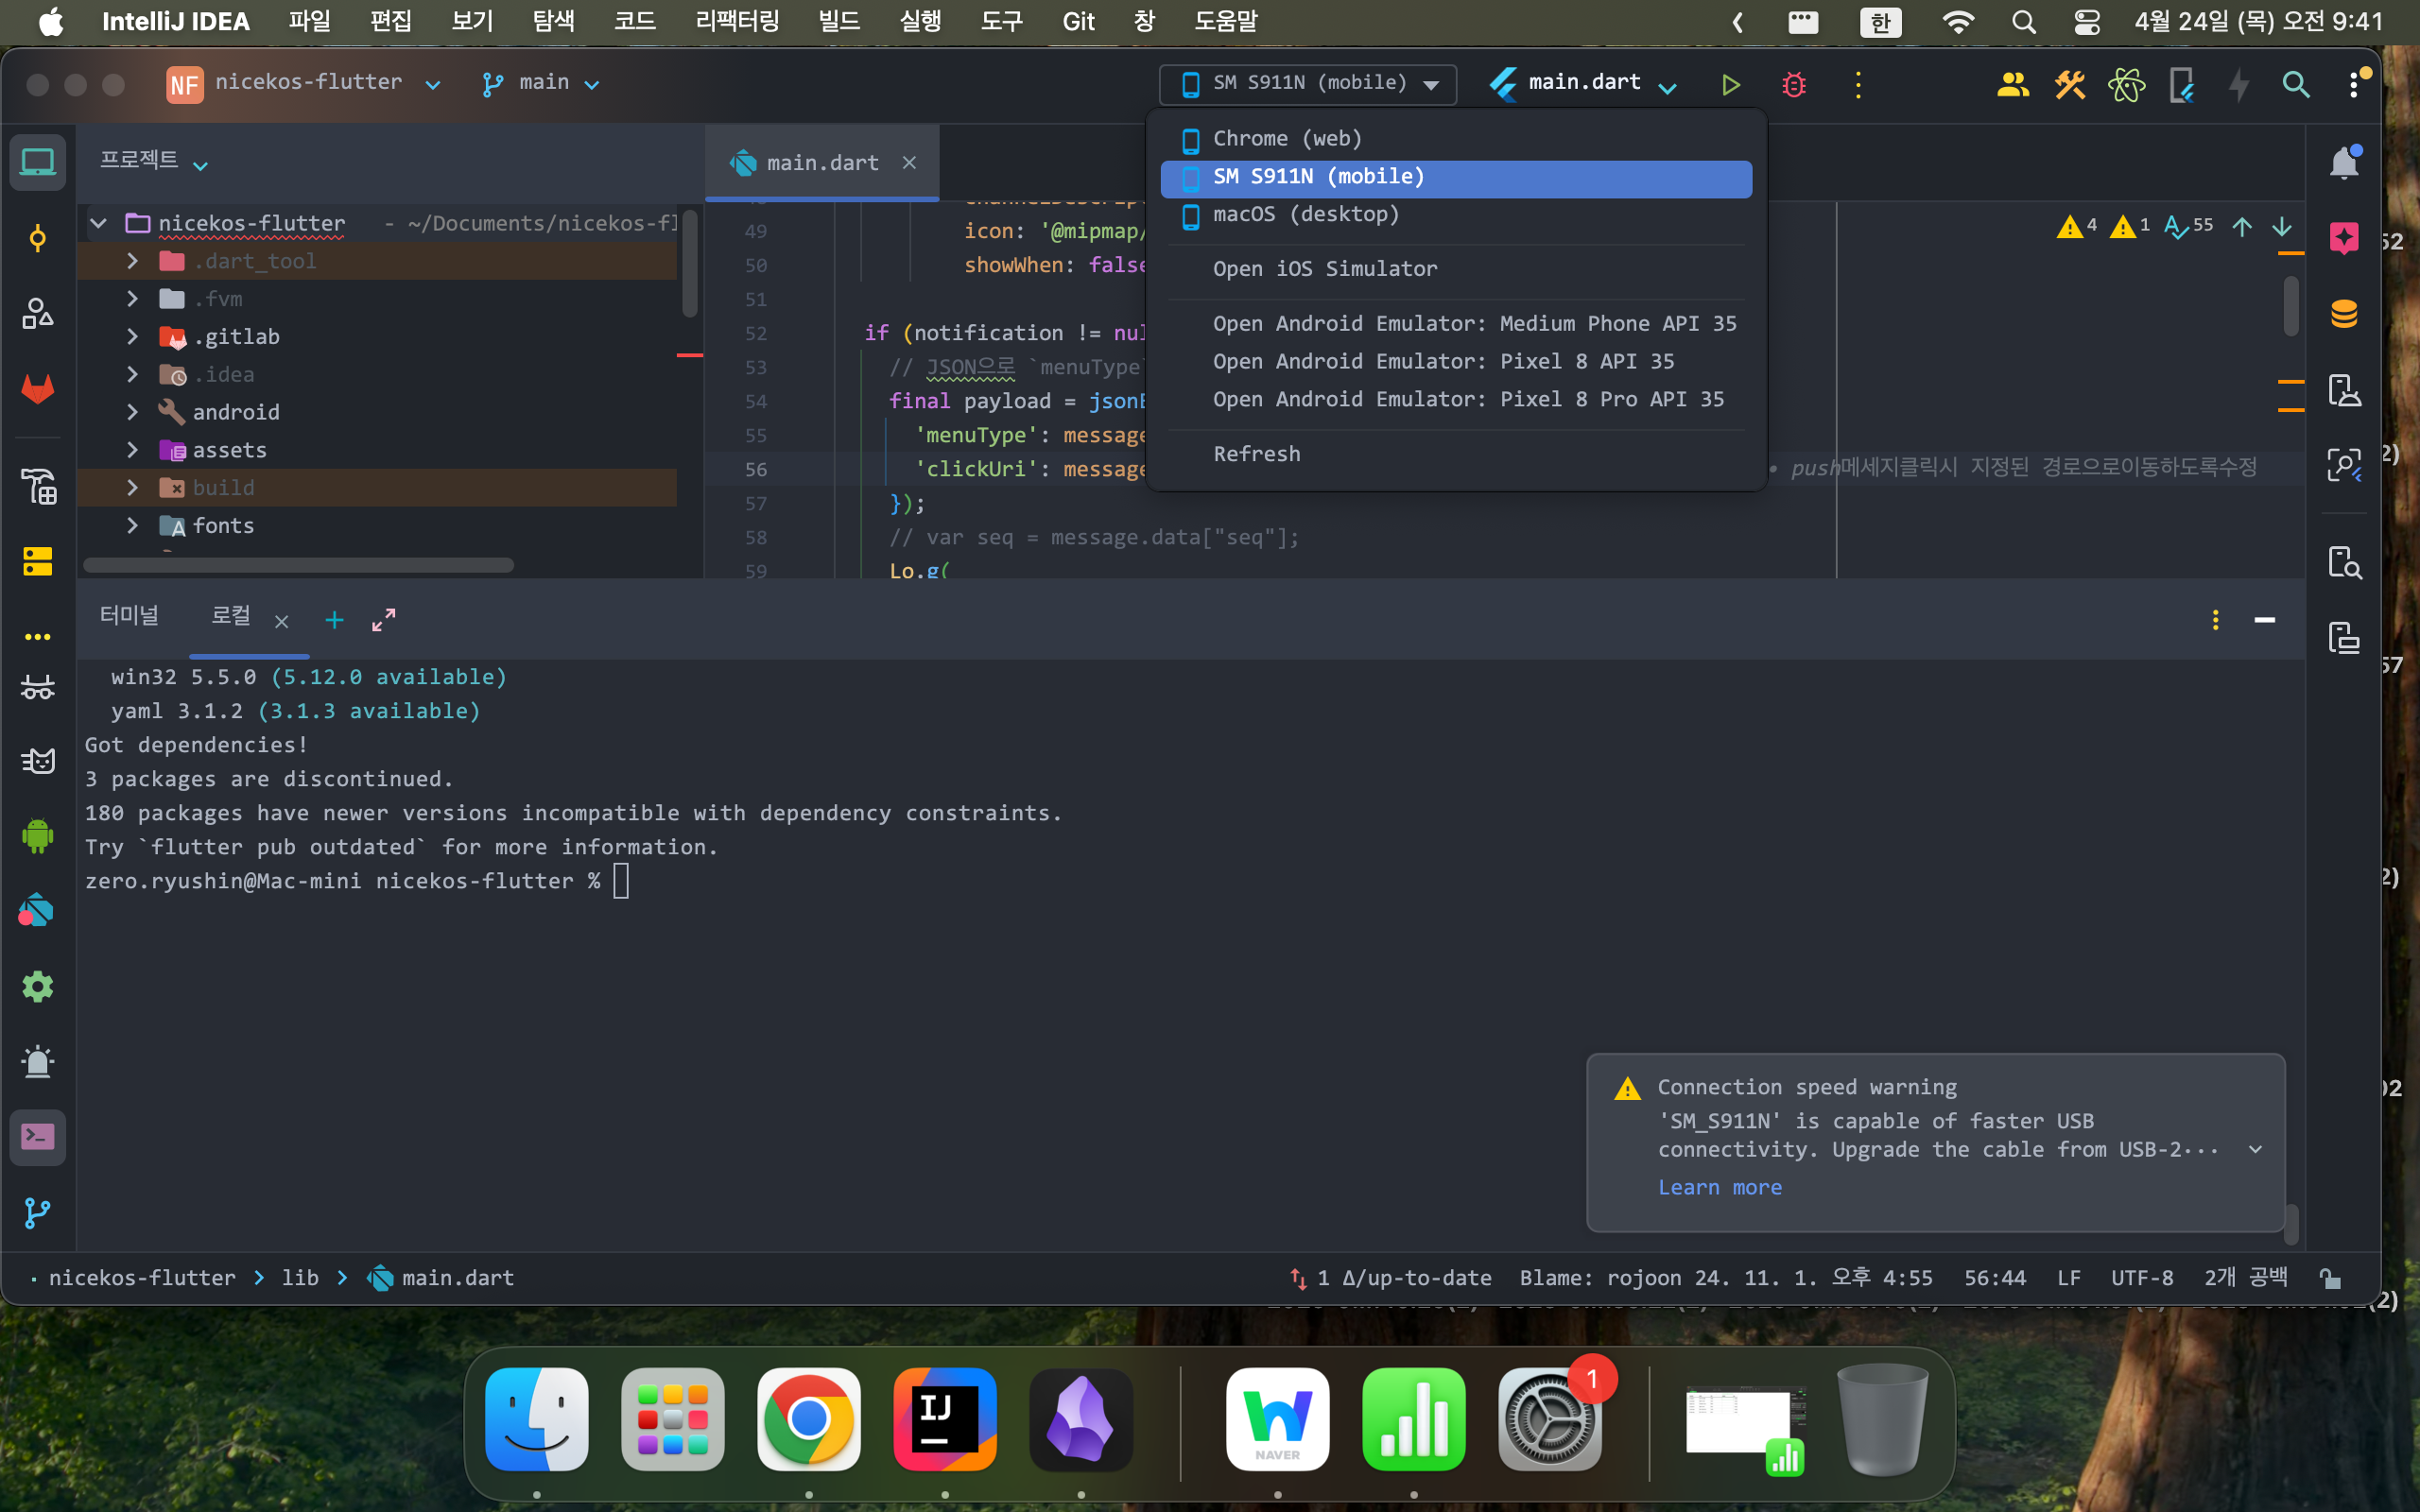 IntelliJ IDEA 파일 편집 보기 탐색 코드 리팩터링 빌드 실행 도구 Git 창 도움말 한 4월 24일 (목) 오전 9:41
NF nicekos-flutter main SM S911N (mobile) main.dart
프로젝트
main.dart
Chrome (web)
SM S911N (mobile)
macOS (desktop)
Open iOS Simulator
Open Android Emulator: Medium Phone API 35
Open Android Emulator: Pixel 8 API 35
Open Android Emulator: Pixel 8 Pro API 35
Refresh
nicekos-flutter - ~/Documents/nicekos-fl
.dart_tool
.fvm
.gitlab
.idea
android
assets
build
fonts
4 1 55
49 icon: '@mipmap/
50 showWhen: false
51
52 if (notification != nul
53 // JSON으로 `menuType`
54 final payload = jsonE
55 'menuType': message
56 'clickUri': message • push메세지클릭시 지정된 경로으로이동하도록수정
57 });
58 // var seq = message.data["seq"];
59 Lo.g(
터미널 로컬
win32 5.5.0 (5.12.0 available)
yaml 3.1.2 (3.1.3 available)
Got dependencies!
3 packages are discontinued.
180 packages have newer versions incompatible with dependency constraints.
Try `flutter pub outdated` for more information.
zero.ryushin@Mac-mini nicekos-flutter %
Connection speed warning
'SM_S911N' is capable of faster USB
connectivity. Upgrade the cable from USB-2...
Learn more
nicekos-flutter > lib > main.dart 1 Δ/up-to-date Blame: rojoon 24. 11. 1. 오후 4:55 56:44 LF UTF-8 2개 공백
IJ
NAVER
1